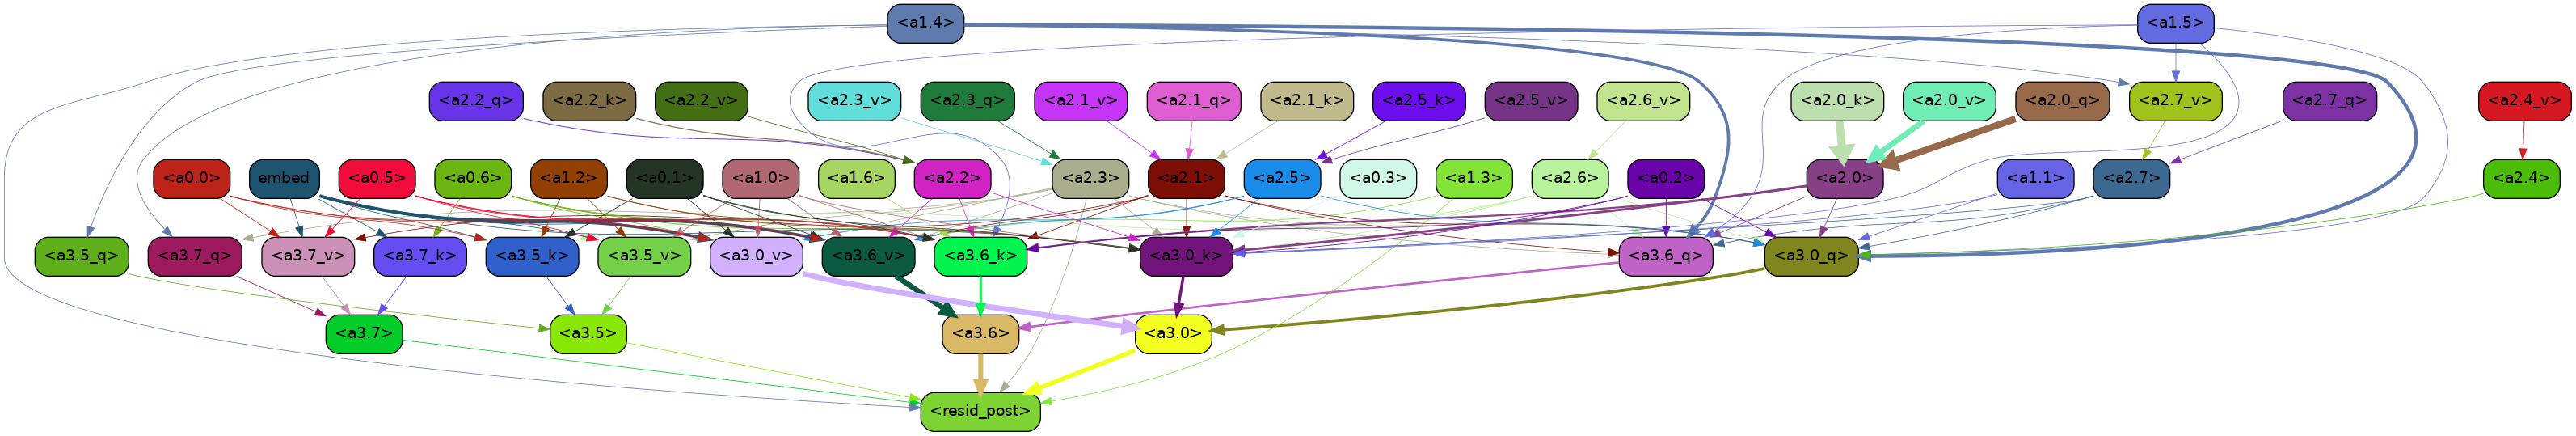 <a1.4> <a1.5>
<a2.2_q> <a2.2_k> <a2.2_v> <a2.3_v> <a2.3_q> <a2.1_v> <a2.1_q> <a2.1_k> <a2.5_k> <a2.5_v> <a2.6_v> <a2.0_k> <a2.0_v> <a2.0_q> <a2.7_v> <a2.7_q> <a2.4_v>
<a0.0> embed <a0.5> <a0.6> <a1.2> <a0.1> <a1.0> <a1.6> <a2.2> <a2.3> <a2.1> <a2.5> <a0.3> <a1.3> <a2.6> <a0.2> <a2.0> <a1.1> <a2.7> <a2.4>
<a3.5_q> <a3.7_q> <a3.7_v> <a3.7_k> <a3.5_k> <a3.5_v> <a3.0_v> <a3.6_v> <a3.6_k> <a3.0_k> <a3.6_q> <a3.0_q>
<a3.7> <a3.5> <a3.6> <a3.0>
<resid_post>